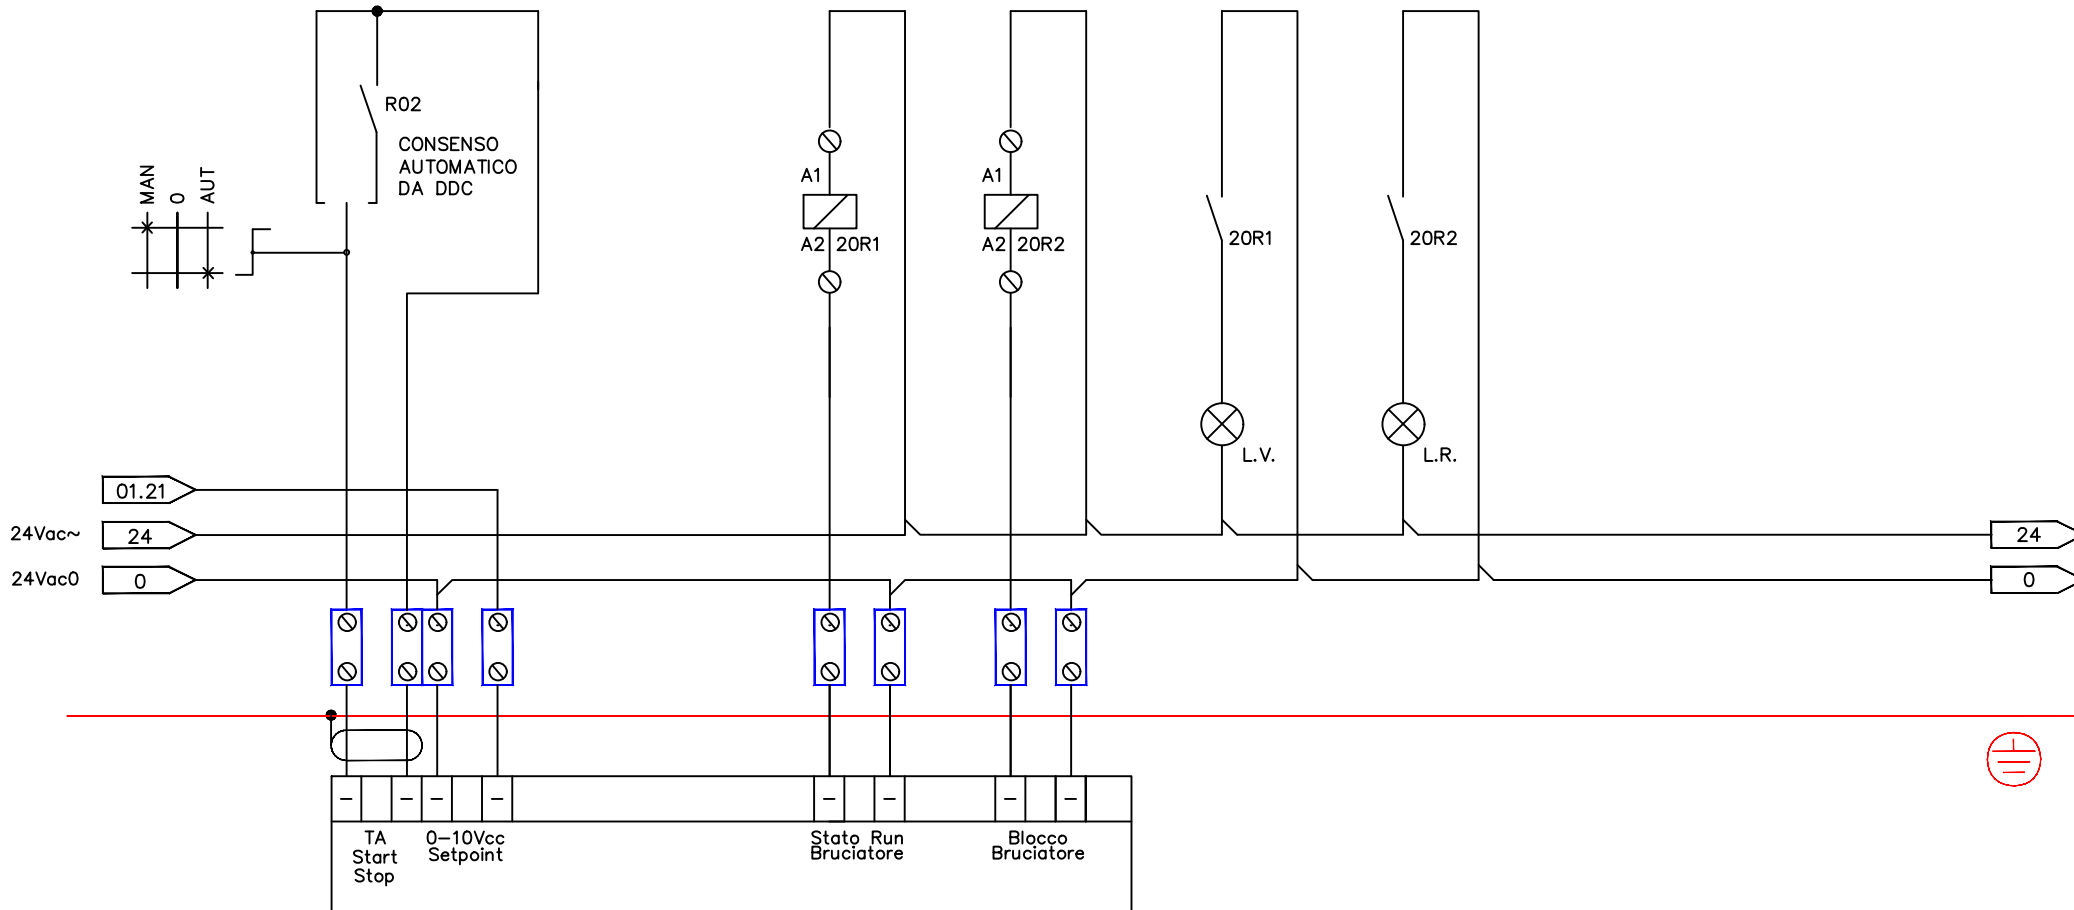 R02
CONSENSO
AUTOMATICO
DA DDC
MAN
0
AUT
A1
A2 20R1
A1
A2 20R2
20R1
20R2
L.V.
L.R.
01.21
24Vac~ 24
24
24Vac0 0
0
TA
Start
Stop
0-10Vcc
Setpoint
Stato Run
Bruciatore
Blocco
Bruciatore